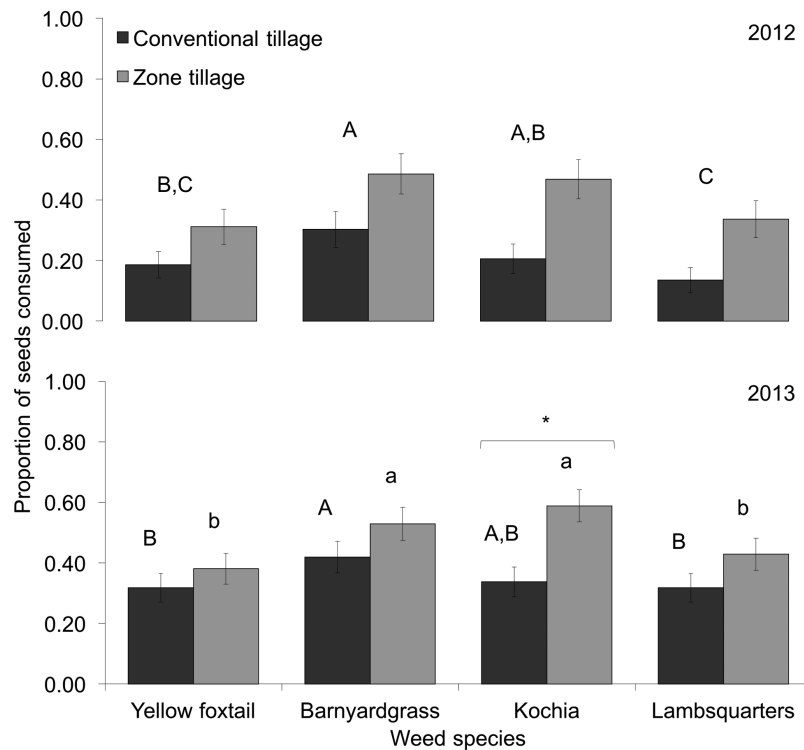 1.00
Conventional tillage
2012
Zone tillage
0.80
0.60
A
A,B
B,C
C
0.40
0.20
0.00
Proportion of seeds consumed
1.00
2013
0.80
*
0.60
a
a
A
b
B
A,B
B
b
0.40
0.20
0.00
Yellow foxtail Barnyardgrass Kochia Lambsquarters
Weed species